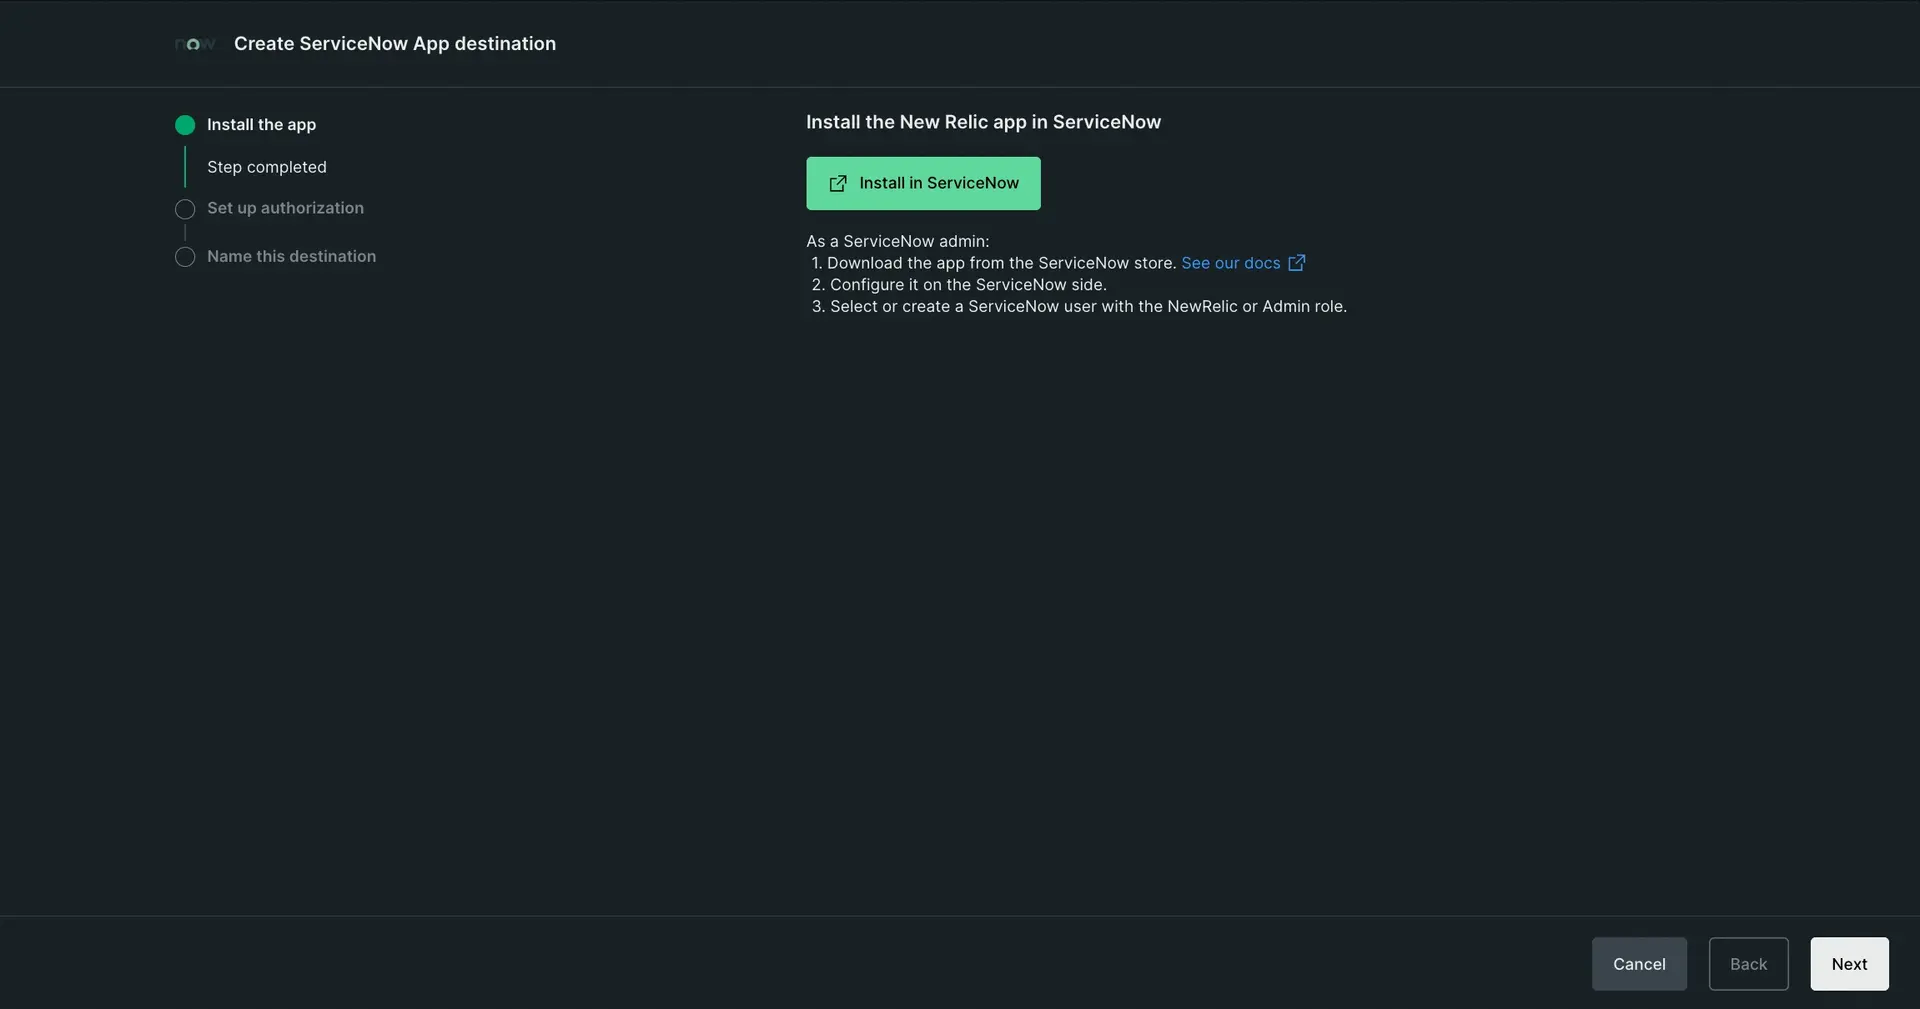 now Create ServiceNow App destination
Install the app
Step completed
Set up authorization
Name this destination
Install the New Relic app in ServiceNow
Install in ServiceNow
As a ServiceNow admin:
1. Download the app from the ServiceNow store. See our docs
2. Configure it on the ServiceNow side.
3. Select or create a ServiceNow user with the NewRelic or Admin role.
Cancel
Back
Next